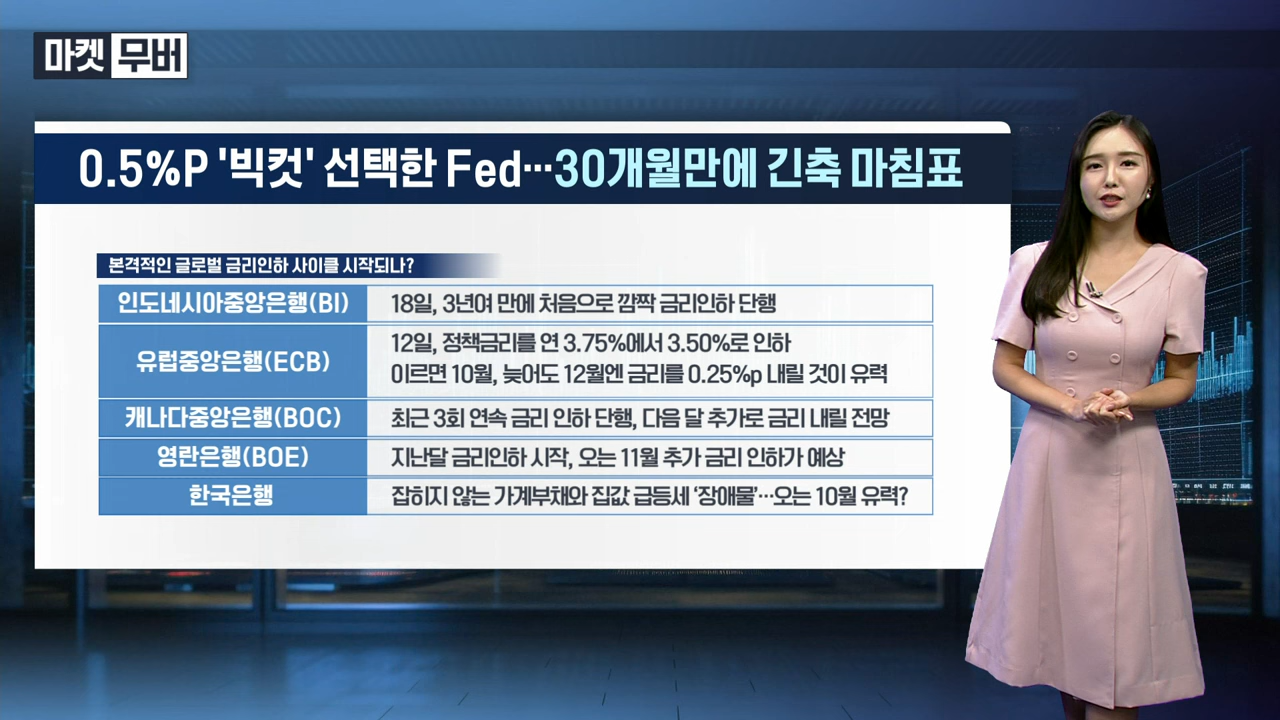 마켓 무버
0.5%P '빅컷' 선택한 Fed…30개월만에 긴축 마침표
본격적인 글로벌 금리인하 사이클 시작되나?
인도네시아중앙은행(BI) 18일, 3년여 만에 처음으로 깜짝 금리인하 단행
유럽중앙은행(ECB) 12일, 정책금리를 연 3.75%에서 3.50%로 인하
이르면 10월, 늦어도 12월엔 금리를 0.25%p 내릴 것이 유력
캐나다중앙은행(BOC) 최근 3회 연속 금리 인하 단행, 다음 달 추가로 금리 내릴 전망
영란은행(BOE) 지난달 금리인하 시작, 오는 11월 추가 금리 인하가 예상
한국은행 잡히지 않는 가계부채와 집값 급등세 '장애물'…오는 10월 유력?